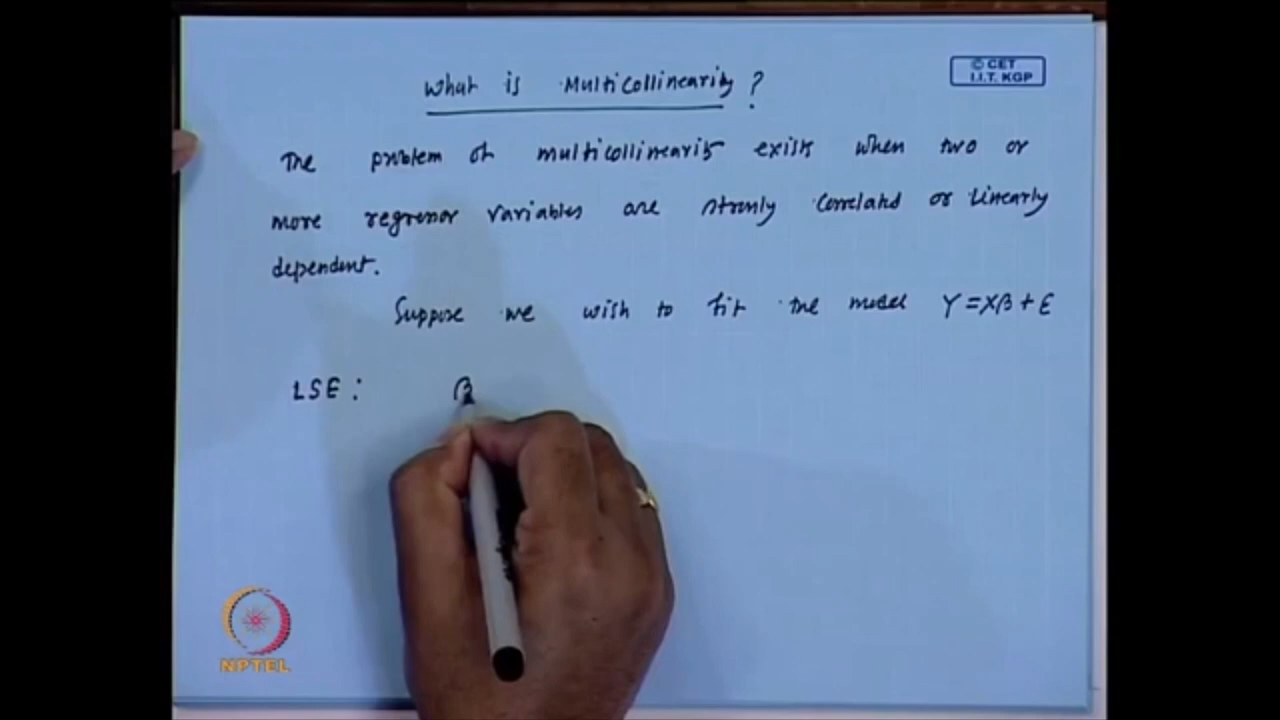 What is Multicollinearity ?
© CET
I.I.T. KGP
The problem of multicollinearity exists when two or
more regressor variables are strongly correlated or linearly
dependent.
Suppose we wish to fit the model Y = Xβ + ε
LSE : β
NPTEL